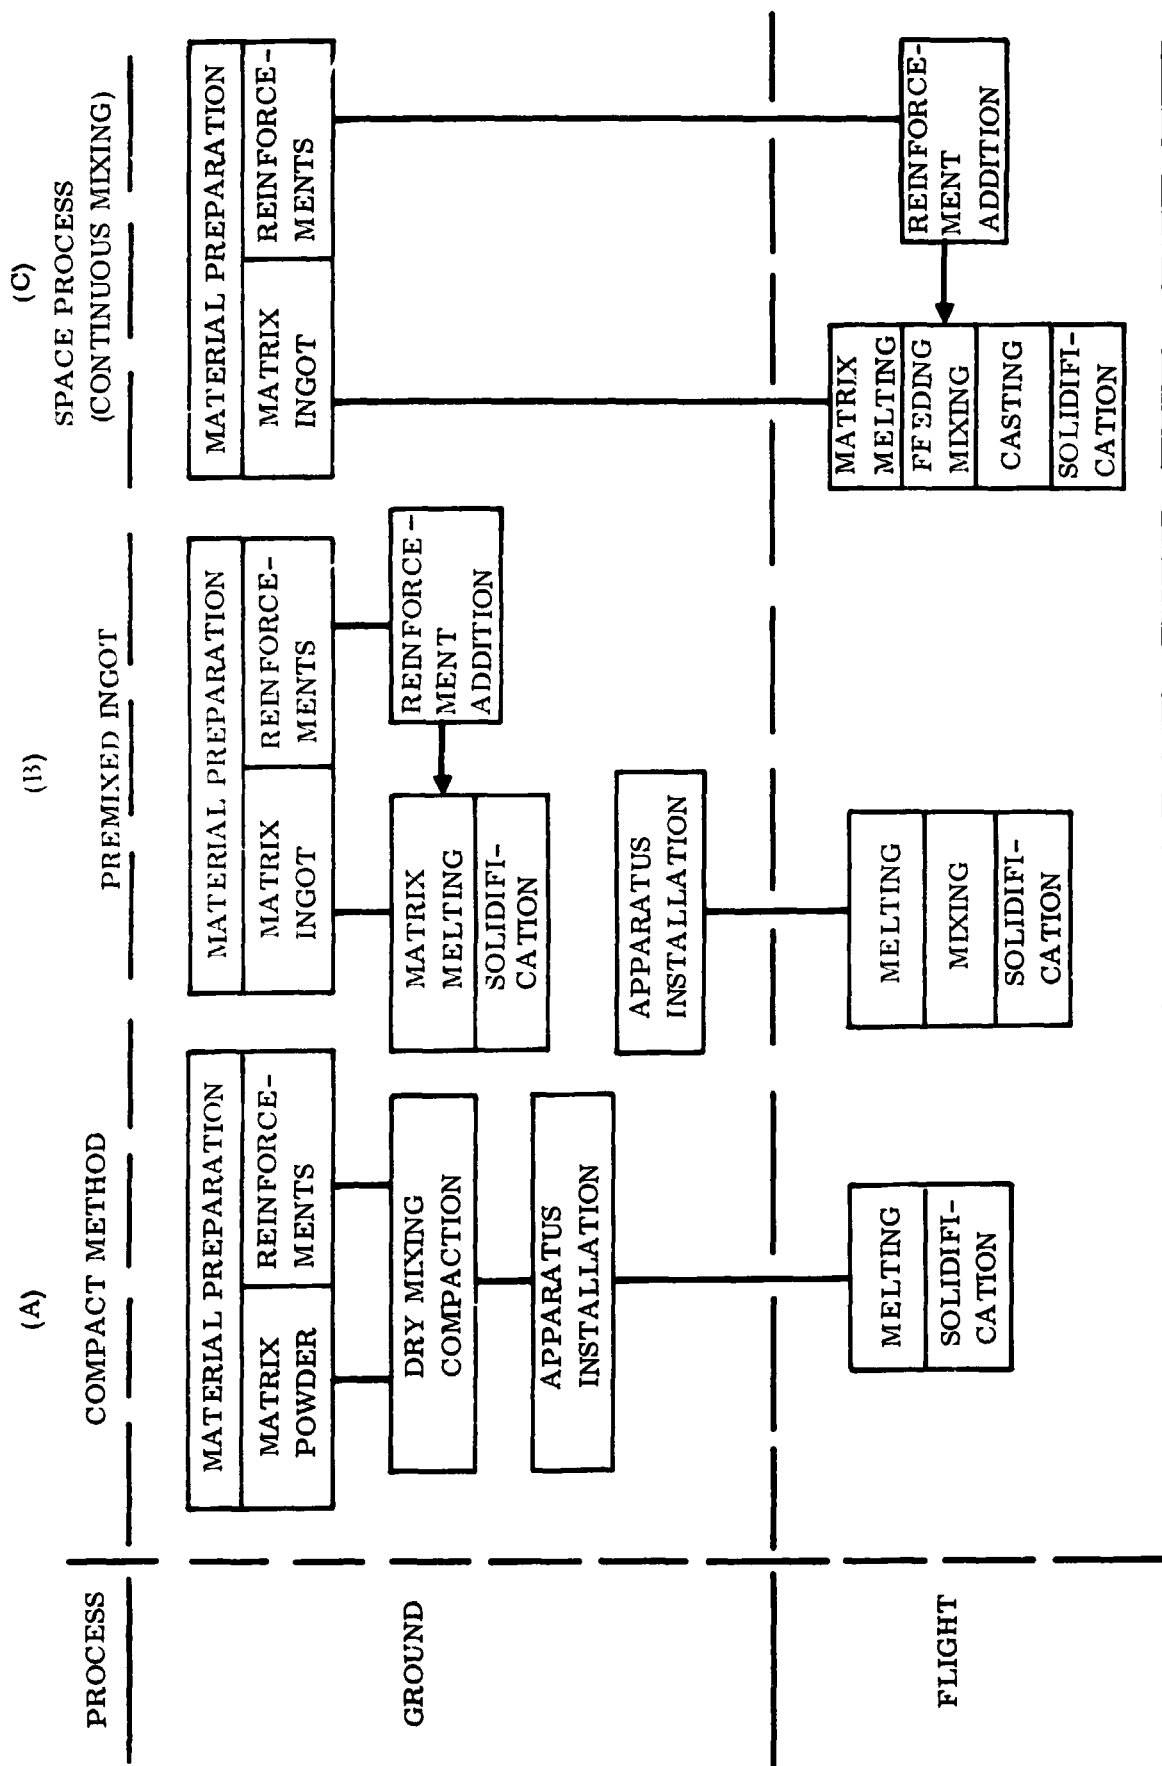 (A)
(B)
(C)
PROCESS
COMPACT METHOD
PREMIXED INGOT
SPACE PROCESS
(CONTINUOUS MIXING)
GROUND
MATERIAL PREPARATION
MATRIX
POWDER
REINFORCE-
MENTS
DRY MIXING
COMPACTION
APPARATUS
INSTALLATION
MATERIAL PREPARATION
MATRIX
INGOT
REINFORCE-
MENTS
MATRIX
MELTING
SOLIDIFI-
CATION
REINFORCE-
MENT
ADDITION
APPARATUS
INSTALLATION
MATERIAL PREPARATION
MATRIX
INGOT
REINFORCE-
MENTS
FLIGHT
MELTING
SOLIDIFI-
CATION
MELTING
MIXING
SOLIDIFI-
CATION
MATRIX
MELTING
FEEDING
MIXING
CASTING
SOLIDIFI-
CATION
REINFORCE-
MENT
ADDITION